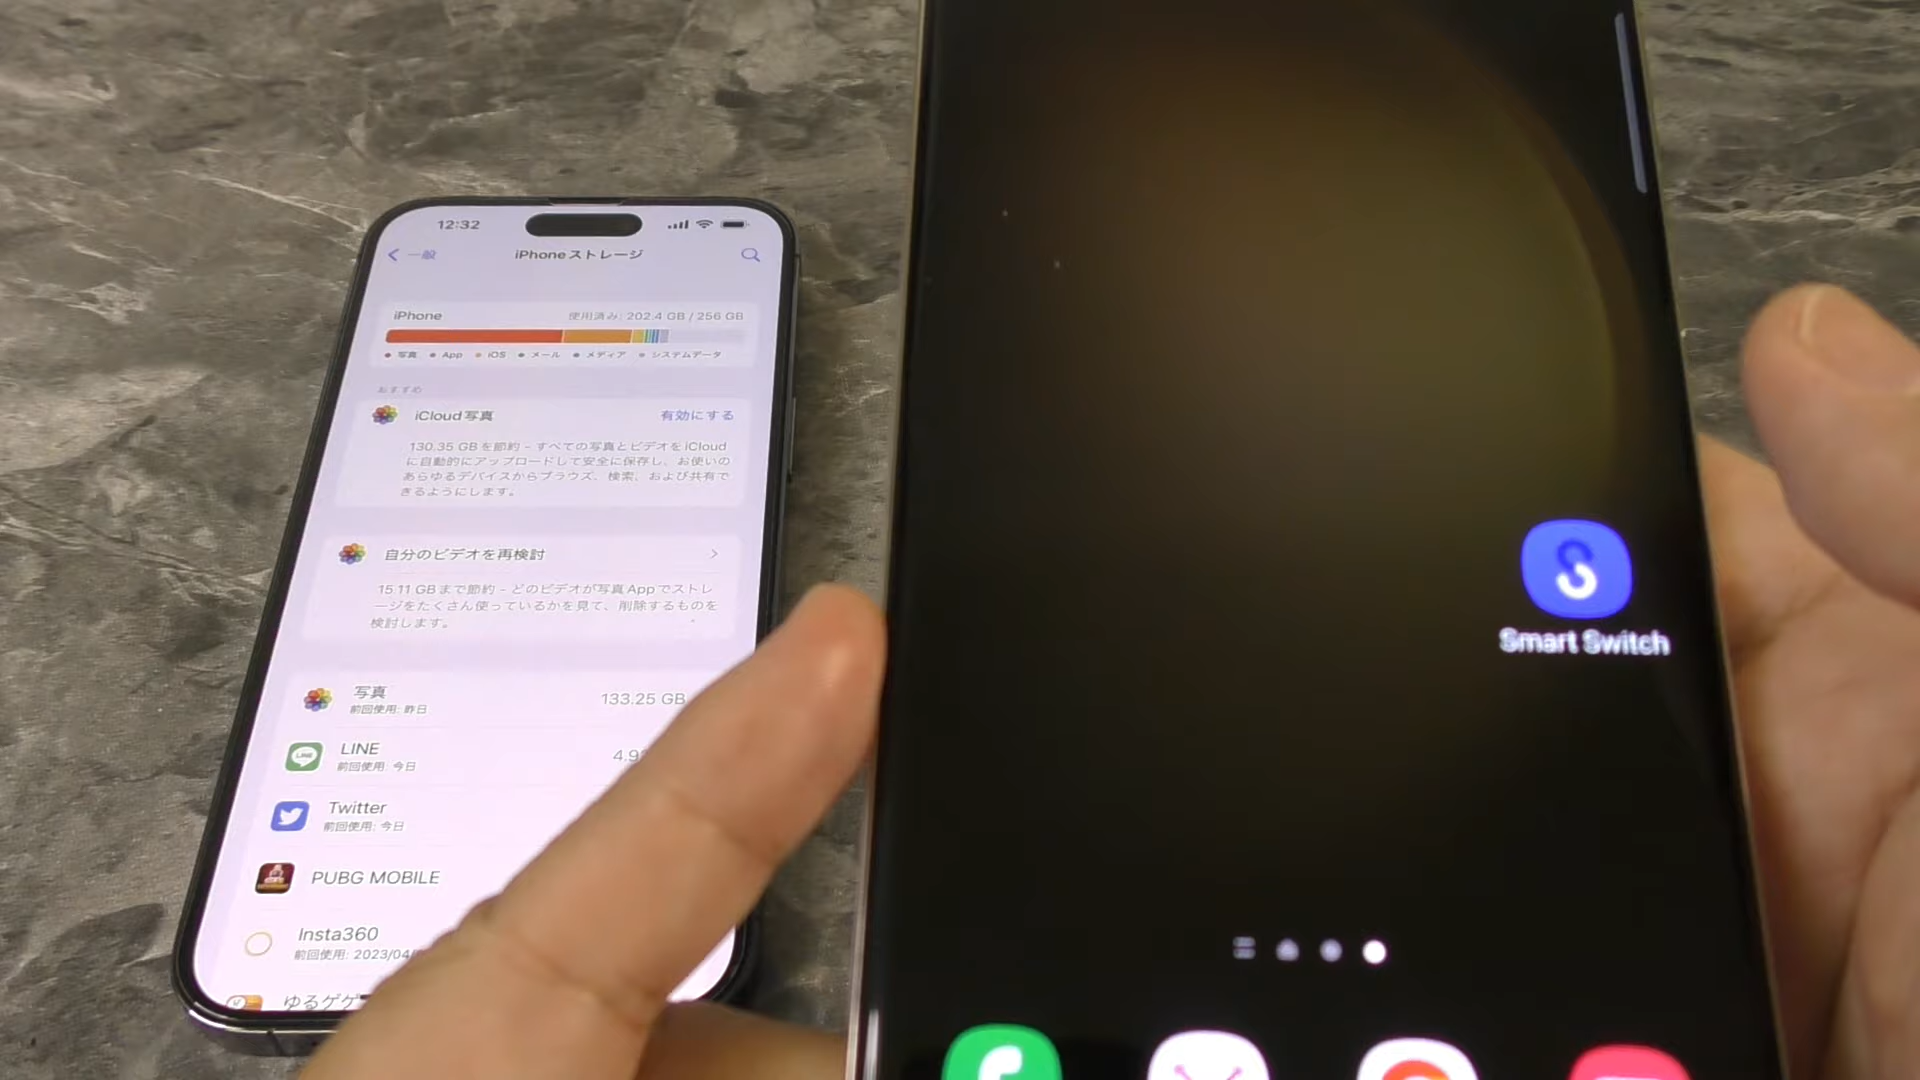 12:32
一般
iPhoneストレージ
iPhone
使用済み: 202.4 GB / 256 GB
写真 App iOS メール メディア システムデータ
おすすめ
iCloud写真
有効にする
130.35 GBを節約 - すべての写真とビデオをiCloud
に自動的にアップロードして安全に保存し、お使いの
あらゆるデバイスからブラウズ、検索、および共有で
きるようにします。
自分のビデオを再検討
15.11 GBまで節約 - どのビデオが写真Appでストレ
ージをたくさん使っているかを見て、削除するものを
検討します。
写真
133.25 GB
前回使用: 昨日
LINE
前回使用: 今日
Twitter
前回使用: 今日
PUBG MOBILE
Insta360
前回使用: 2023/04/
ゆるゲゲ
Smart Switch